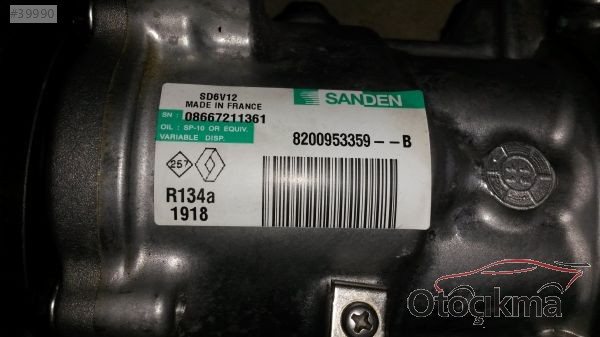 #39990
SD6V12
MADE IN FRANCE
SANDEN
SN : 08667211361
OIL : SP-10 OR EQUIV.
VARIABLE DISP.
8200953359--B
257
R134a
1918
Otoçıkma